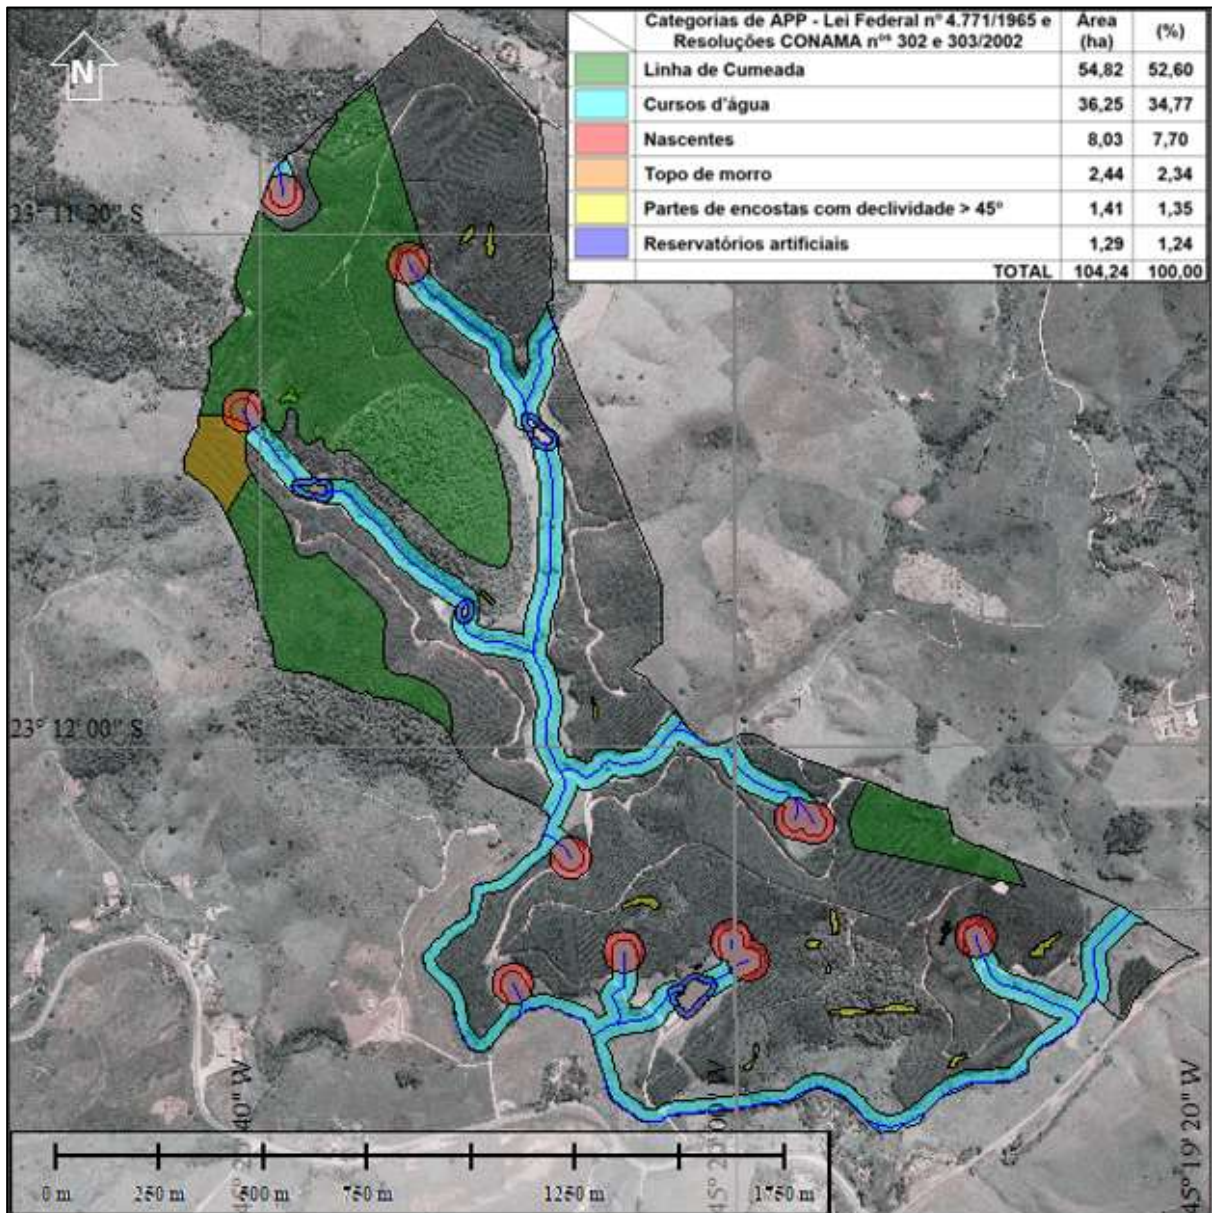 N
Categorias de APP - Lei Federal nº 4.771/1965 e
Resoluções CONAMA nºˢ 302 e 303/2002
Área
(ha)
(%)
Linha de Cumeada 54,82 52,60
Cursos d'água 36,25 34,77
Nascentes 8,03 7,70
Topo de morro 2,44 2,34
Partes de encostas com declividade > 45º 1,41 1,35
Reservatórios artificiais 1,29 1,24
TOTAL 104,24 100,00
23° 11' 20" S
23° 12' 00" S
40" W
00" W
45° 19' 20" W
0 m 250 m 500 m 750 m 1250 m 1750 m